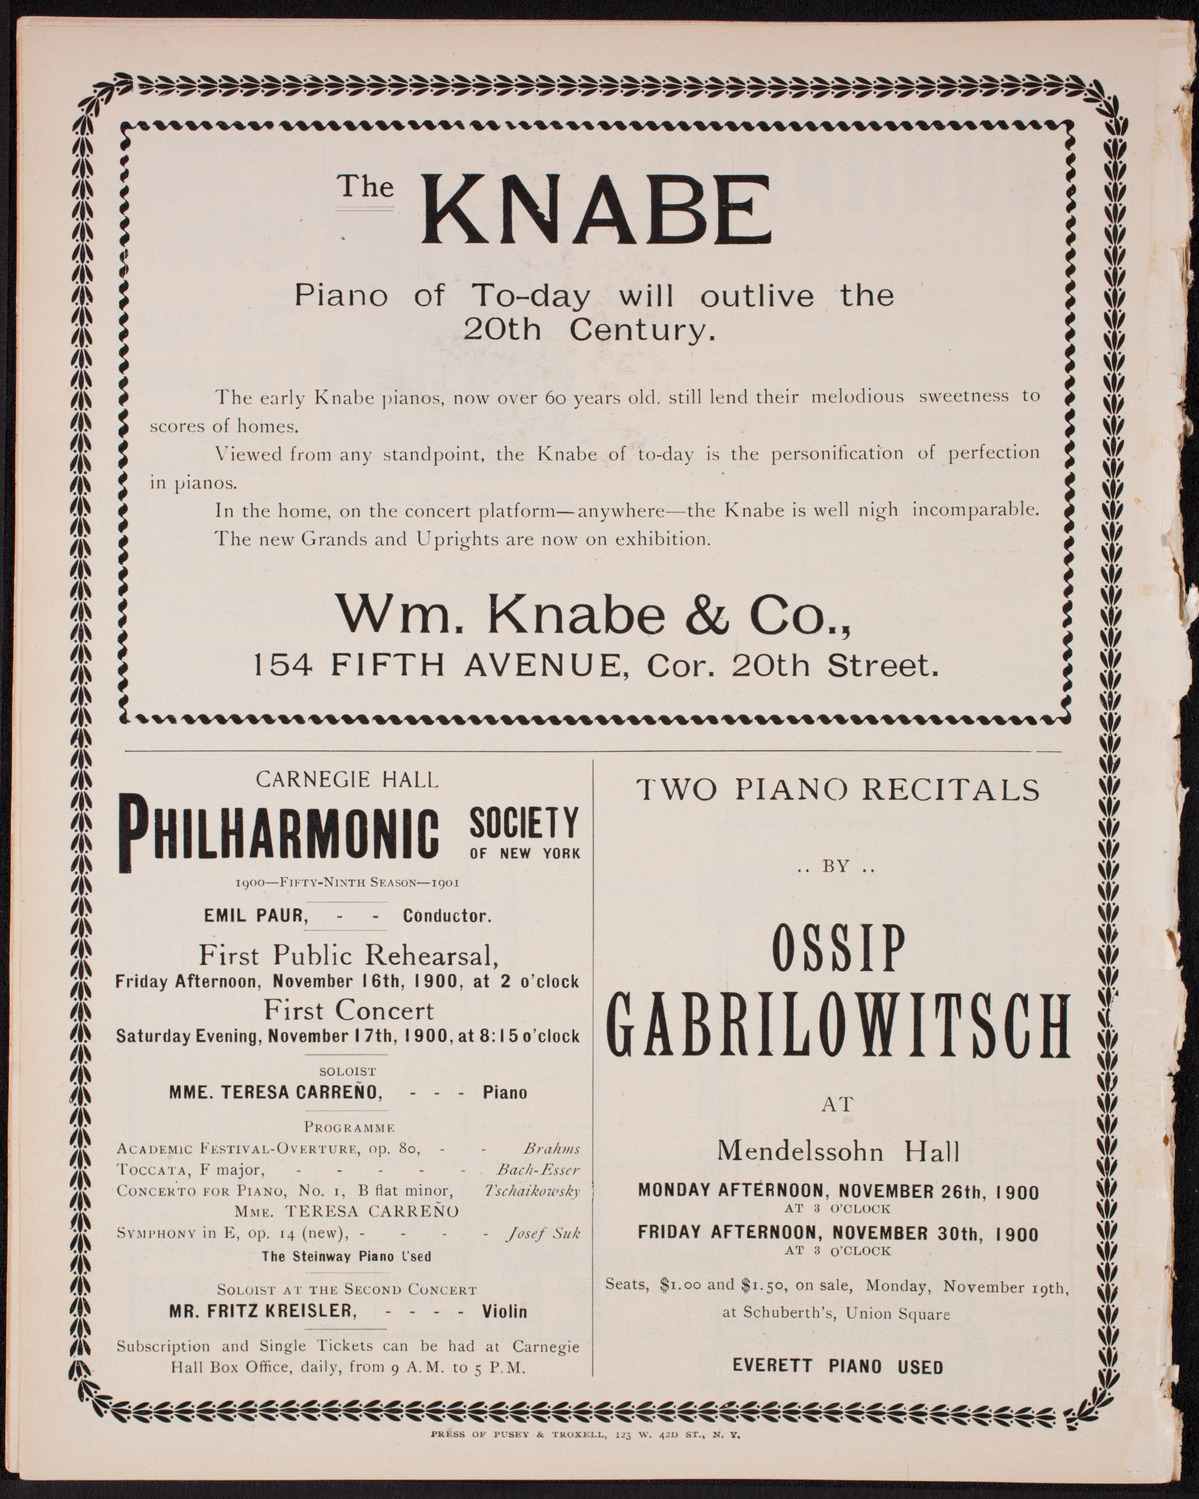 The KNABE
Piano of To-day will outlive the
20th Century.
The early Knabe pianos, now over 60 years old, still lend their melodious sweetness to
scores of homes.
Viewed from any standpoint, the Knabe of to-day is the personification of perfection
in pianos.
In the home, on the concert platform—anywhere—the Knabe is well nigh incomparable.
The new Grands and Uprights are now on exhibition.
Wm. Knabe & Co.,
154 FIFTH AVENUE, Cor. 20th Street.
CARNEGIE HALL
PHILHARMONIC SOCIETY
OF NEW YORK
1900—FIFTY-NINTH SEASON—1901
EMIL PAUR, - - Conductor.
First Public Rehearsal,
Friday Afternoon, November 16th, 1900, at 2 o'clock
First Concert
Saturday Evening, November 17th, 1900, at 8:15 o'clock
SOLOIST
MME. TERESA CARREÑO, - - - Piano
PROGRAMME
ACADEMIC FESTIVAL-OVERTURE, op. 80, - - Brahms
TOCCATA, F major, - - - - - Bach-Esser
CONCERTO FOR PIANO, No. 1, B flat minor, Tschaikowsky
MME. TERESA CARREÑO
SYMPHONY in E, op. 14 (new), - - - - Josef Suk
The Steinway Piano Used
SOLOIST AT THE SECOND CONCERT
MR. FRITZ KREISLER, - - - - Violin
Subscription and Single Tickets can be had at Carnegie
Hall Box Office, daily, from 9 A.M. to 5 P.M.
TWO PIANO RECITALS
.. BY ..
OSSIP
GABRILOWITSCH
AT
Mendelssohn Hall
MONDAY AFTERNOON, NOVEMBER 26th, 1900
AT 3 O'CLOCK
FRIDAY AFTERNOON, NOVEMBER 30th, 1900
AT 3 O'CLOCK
Seats, $1.00 and $1.50, on sale, Monday, November 19th,
at Schuberth's, Union Square
EVERETT PIANO USED
PRESS OF PUSEY & TROXELL, 123 W. 42D ST., N. Y.